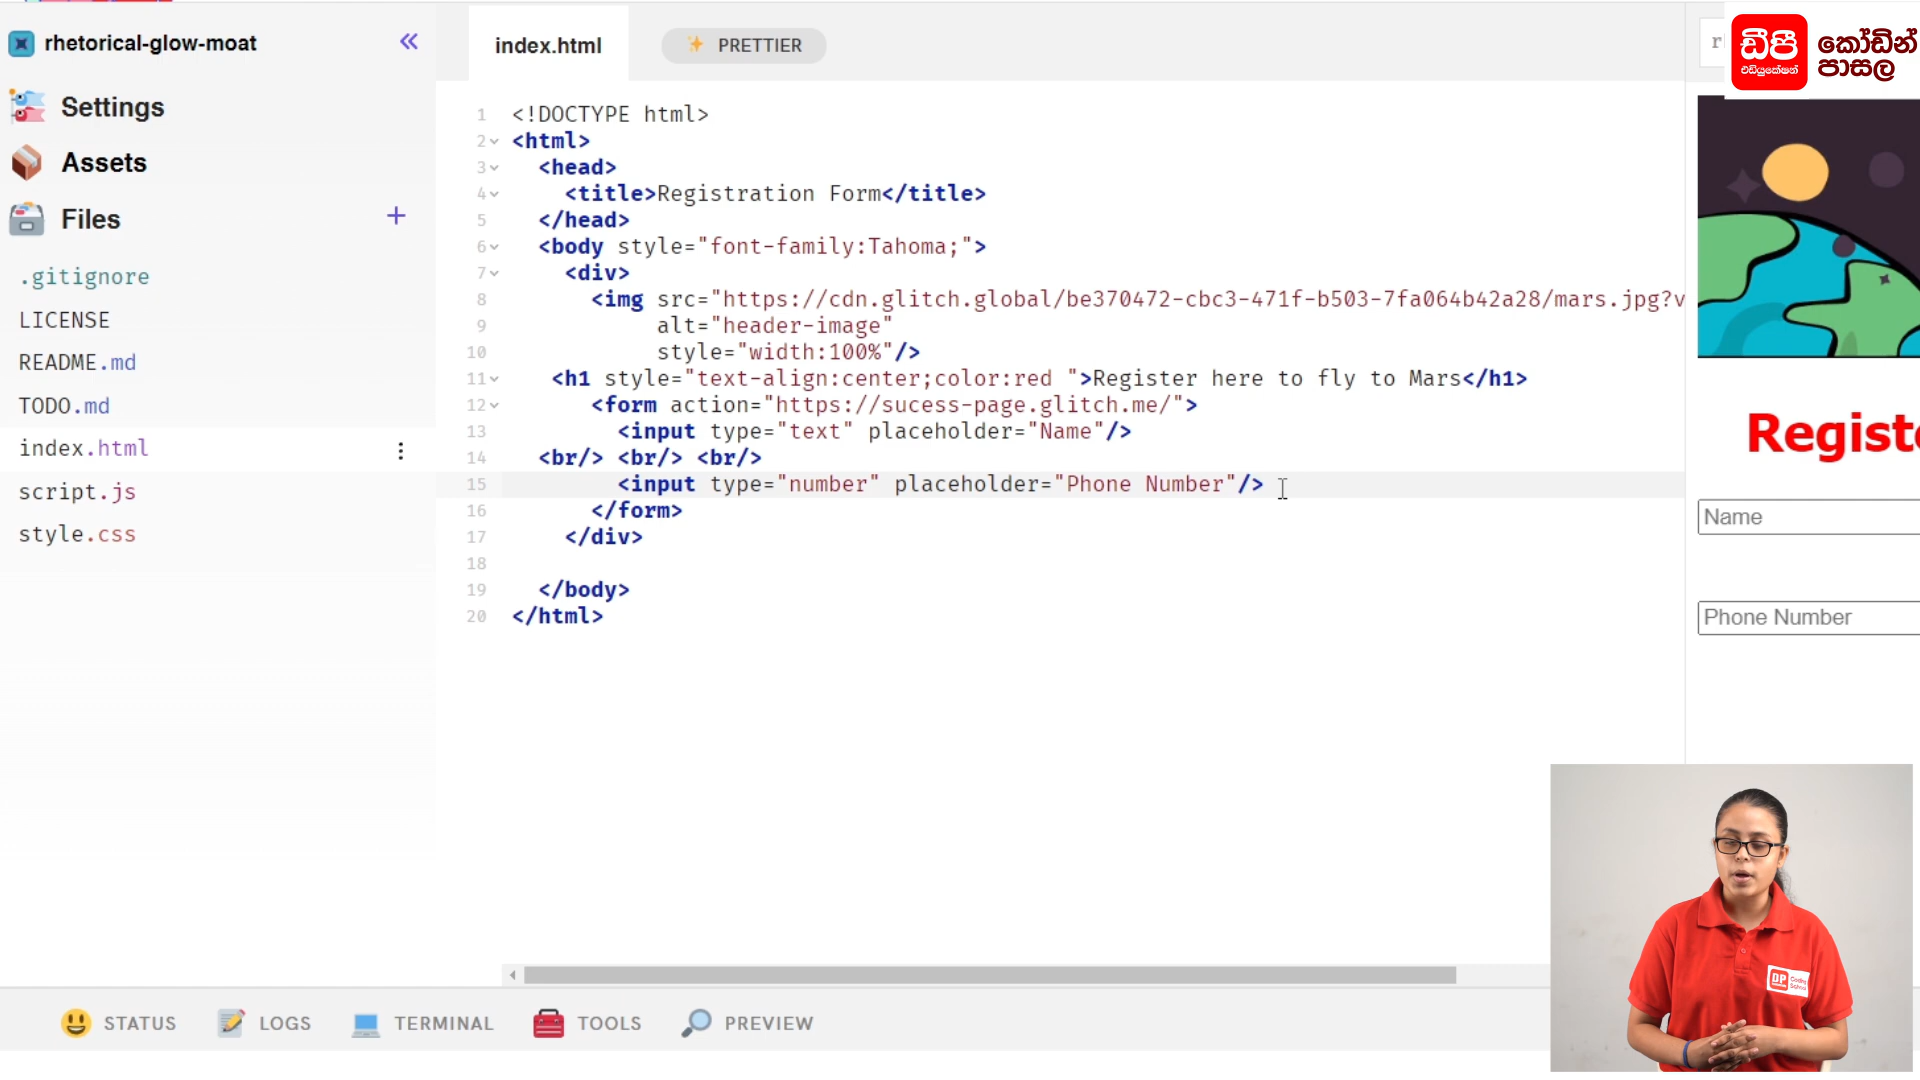 rhetorical-glow-moat
Settings
Assets
Files
.gitignore
LICENSE
README.md
TODO.md
index.html
script.js
style.css
index.html
PRETTIER
1 <!DOCTYPE html>
2 <html>
3 <head>
4 <title>Registration Form</title>
5 </head>
6 <body style="font-family:Tahoma;">
7 <div>
8 <img src="https://cdn.glitch.global/be370472-cbc3-471f-b503-7fa064b42a28/mars.jpg?v
9 alt="header-image"
10 style="width:100%"/>
11 <h1 style="text-align:center;color:red ">Register here to fly to Mars</h1>
12 <form action="https://sucess-page.glitch.me/">
13 <input type="text" placeholder="Name"/>
14 <br/> <br/> <br/>
15 <input type="number" placeholder="Phone Number"/>
16 </form>
17 </div>
18
19 </body>
20 </html>
ඩීපී
එඩියුකේෂන්
කෝඩින්
පාසල
Registe
Name
Phone Number
DP
Coding
School
STATUS
LOGS
TERMINAL
TOOLS
PREVIEW